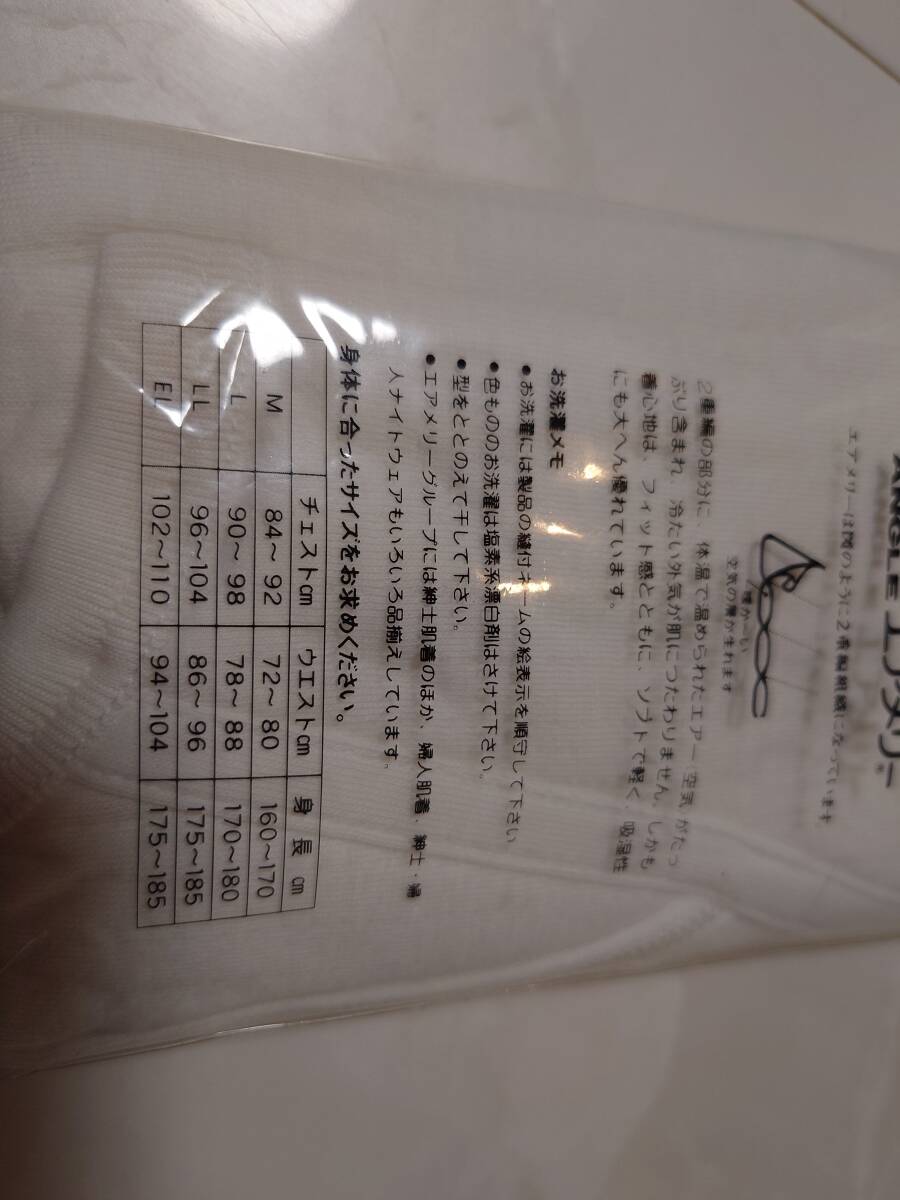 ANGLE エアメリー®
エアメリーは図のように2重編組織になっています。
暖か〜い
空気の層が生れます
2重編の部分に、体温で温められたエアー(空気)がたっ
ぷり含まれ、冷たい外気が肌につたわりません。しかも
着心地は、フィット感とともに、ソフトで軽く、吸湿性
にも大へん優れています。
お洗濯メモ
●お洗濯には製品の縫付ネームの絵表示を順守して下さい
●色もののお洗濯は塩素系漂白剤はさけて下さい。
●型をととのえて干して下さい。
●エアメリーグループには紳士肌着のほか、婦人肌着、紳士・婦
人ナイトウェアもいろいろ品揃えしています。
身体に合ったサイズをお求めください。
チェストcm ウエストcm 身長cm
M 84〜92 72〜80 160〜170
L 90〜98 78〜88 170〜180
LL 96〜104 86〜96 175〜185
EL 102〜110 94〜104 175〜185